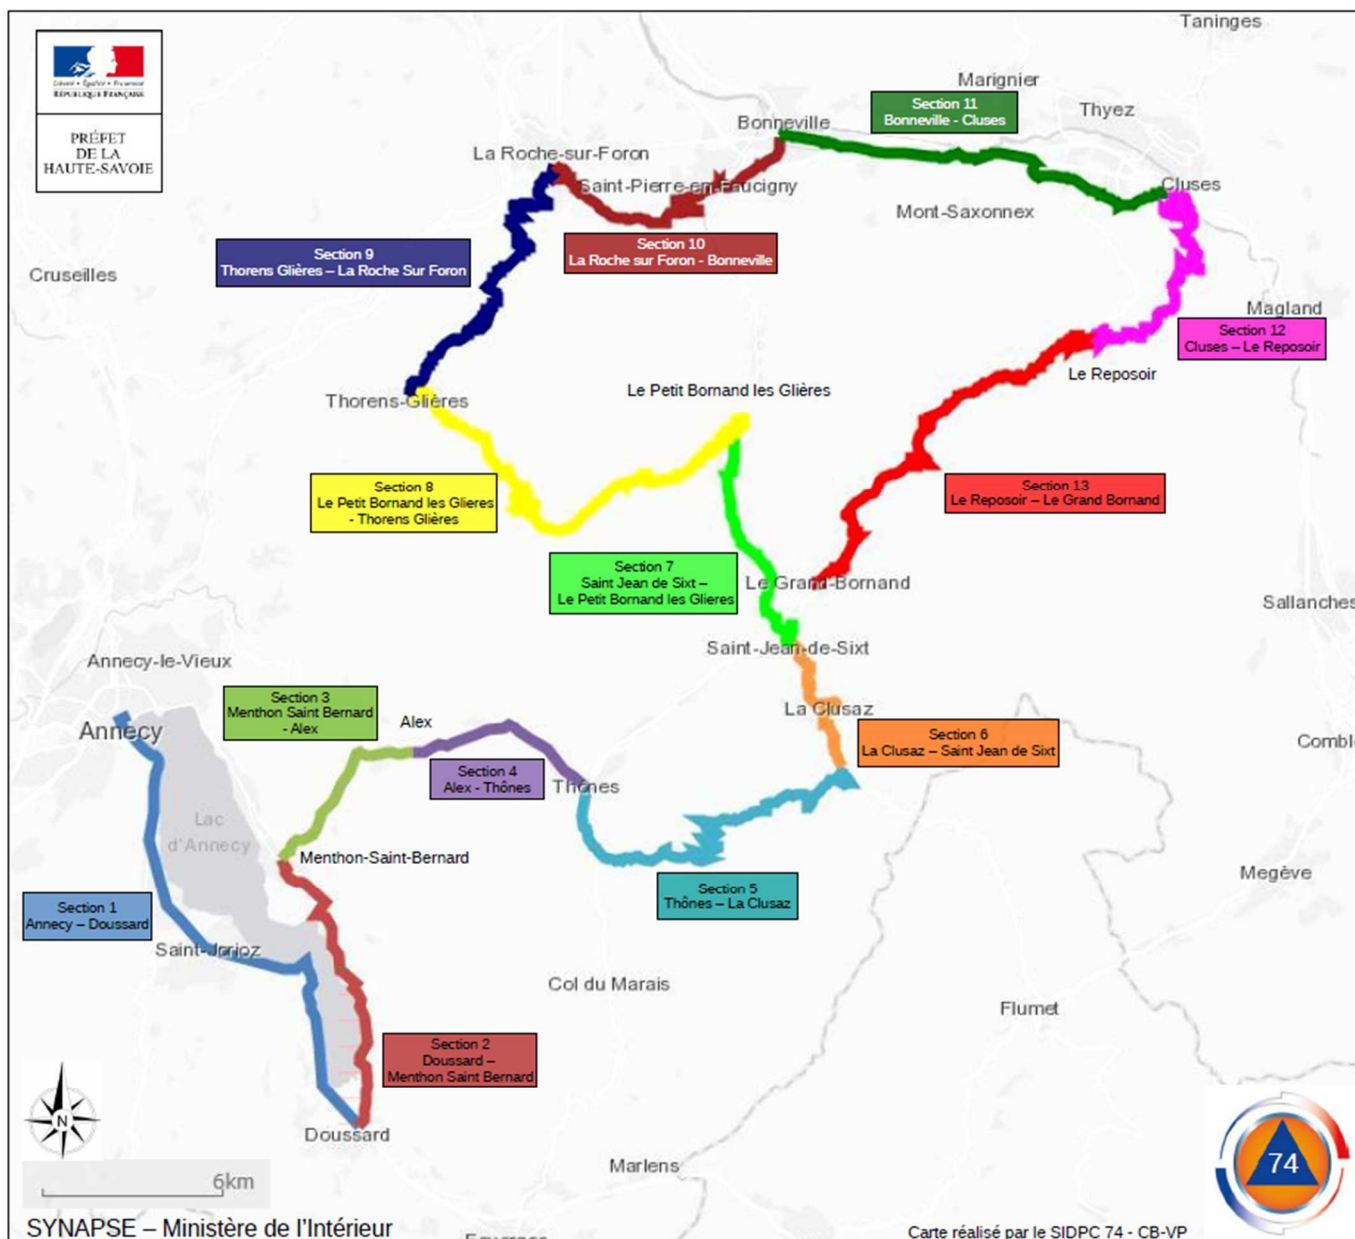 Taninges
Liberté • Égalité • Fraternité
RÉPUBLIQUE FRANÇAISE
PRÉFET
DE LA
HAUTE-SAVOIE
Marignier
Section 11
Bonneville - Cluses
Thyez
Bonneville
La Roche-sur-Foron
Saint-Pierre-en-Faucigny
Cluses
Mont-Saxonnex
Section 9
Thorens Glières – La Roche Sur Foron
Section 10
La Roche sur Foron - Bonneville
Cruseilles
Magland
Section 12
Cluses – Le Reposoir
Le Reposoir
Le Petit Bornand les Glières
Thorens-Glières
Section 8
Le Petit Bornand les Glieres
- Thorens Glières
Section 13
Le Reposoir – Le Grand Bornand
Section 7
Saint Jean de Sixt –
Le Petit Bornand les Glieres
Le Grand-Bornand
Sallanches
Saint-Jean-de-Sixt
Annecy-le-Vieux
Section 3
Menthon Saint Bernard
- Alex
Alex
La Clusaz
Annecy
Section 6
La Clusaz – Saint Jean de Sixt
Combl
Section 4
Alex - Thônes
Thônes
Lac
d'Annecy
Menthon-Saint-Bernard
Megève
Section 5
Thônes – La Clusaz
Section 1
Annecy – Doussard
Saint-Jorioz
Col du Marais
Flumet
Section 2
Doussard –
Menthon Saint Bernard
N
Doussard
Marlens
74
6km
SYNAPSE – Ministère de l'Intérieur
Carte réalisé par le SIDPC 74 - CB-VP